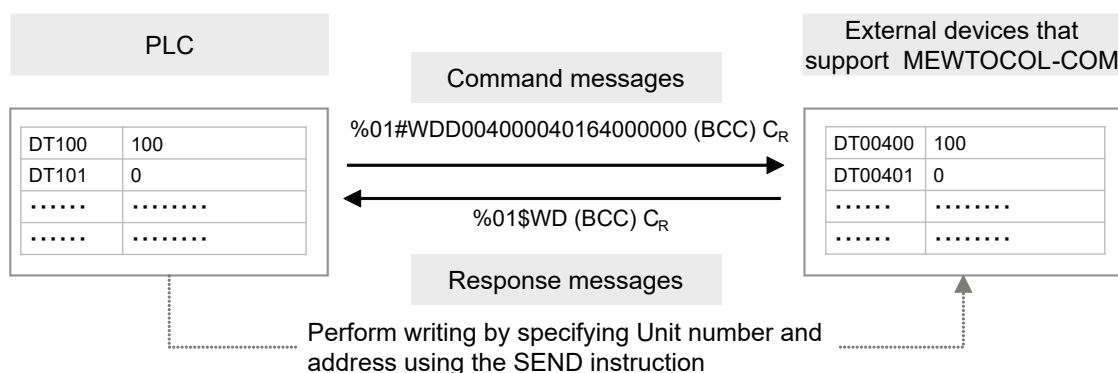 PLC
External devices that
support MEWTOCOL-COM
Command messages
%01#WDD004000040164000000 (BCC) CR
DT100 100
DT101 0
...... ........
...... ........
DT00400 100
DT00401 0
...... ........
...... ........
%01$WD (BCC) CR
Response messages
Perform writing by specifying Unit number and
address using the SEND instruction